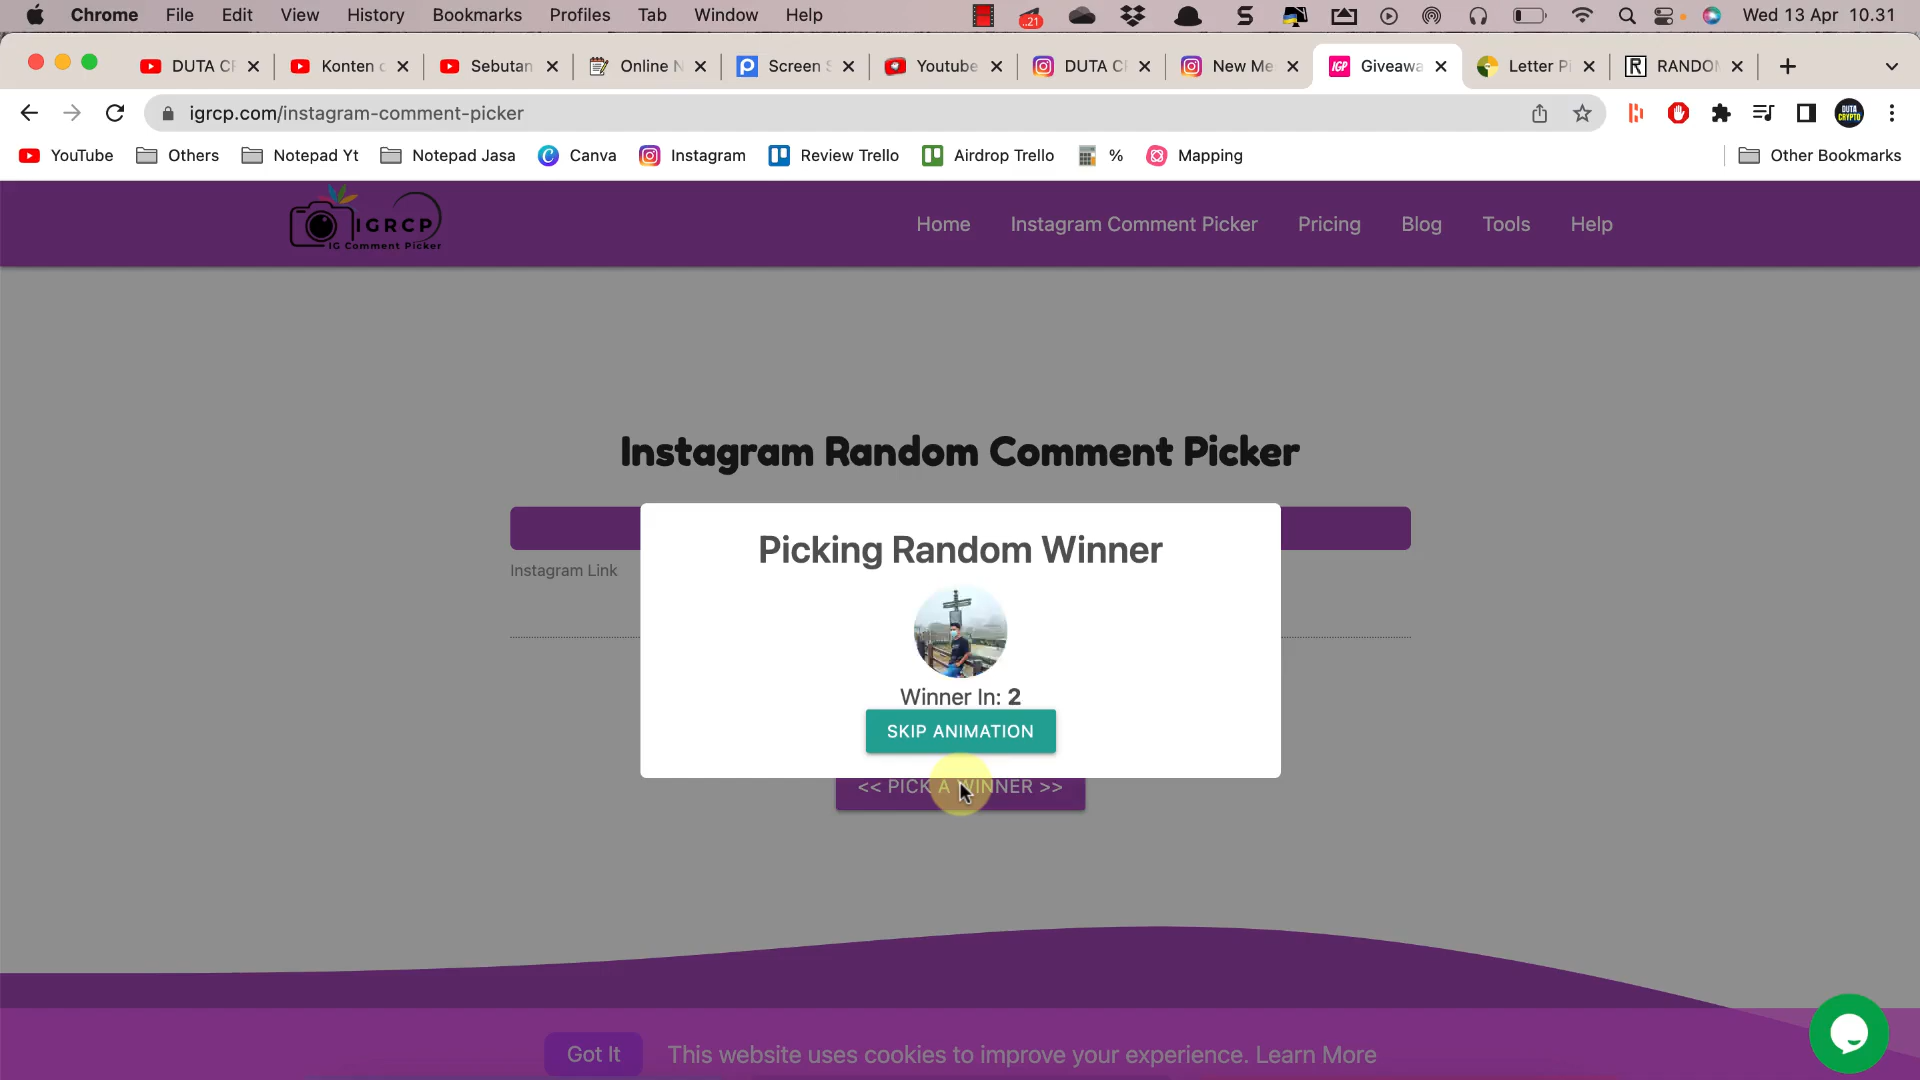 Chrome File Edit View History Bookmarks Profiles Tab Window Help ..21 S Wed 13 Apr 10.31
DUTA C Konten Sebutan Online Screen Youtube DUTA C New Me IGP Giveawa Letter P R RANDO
igrcp.com/instagram-comment-picker DUTA CRYPTO
YouTube Others Notepad Yt Notepad Jasa Canva Instagram Review Trello Airdrop Trello % Mapping Other Bookmarks
IGRCP
IG Comment Picker
Home Instagram Comment Picker Pricing Blog Tools Help
Instagram Random Comment Picker
Picking Random Winner
Instagram Link
Winner In: 2
SKIP ANIMATION
<< PICK A WINNER >>
Got It This website uses cookies to improve your experience. Learn More